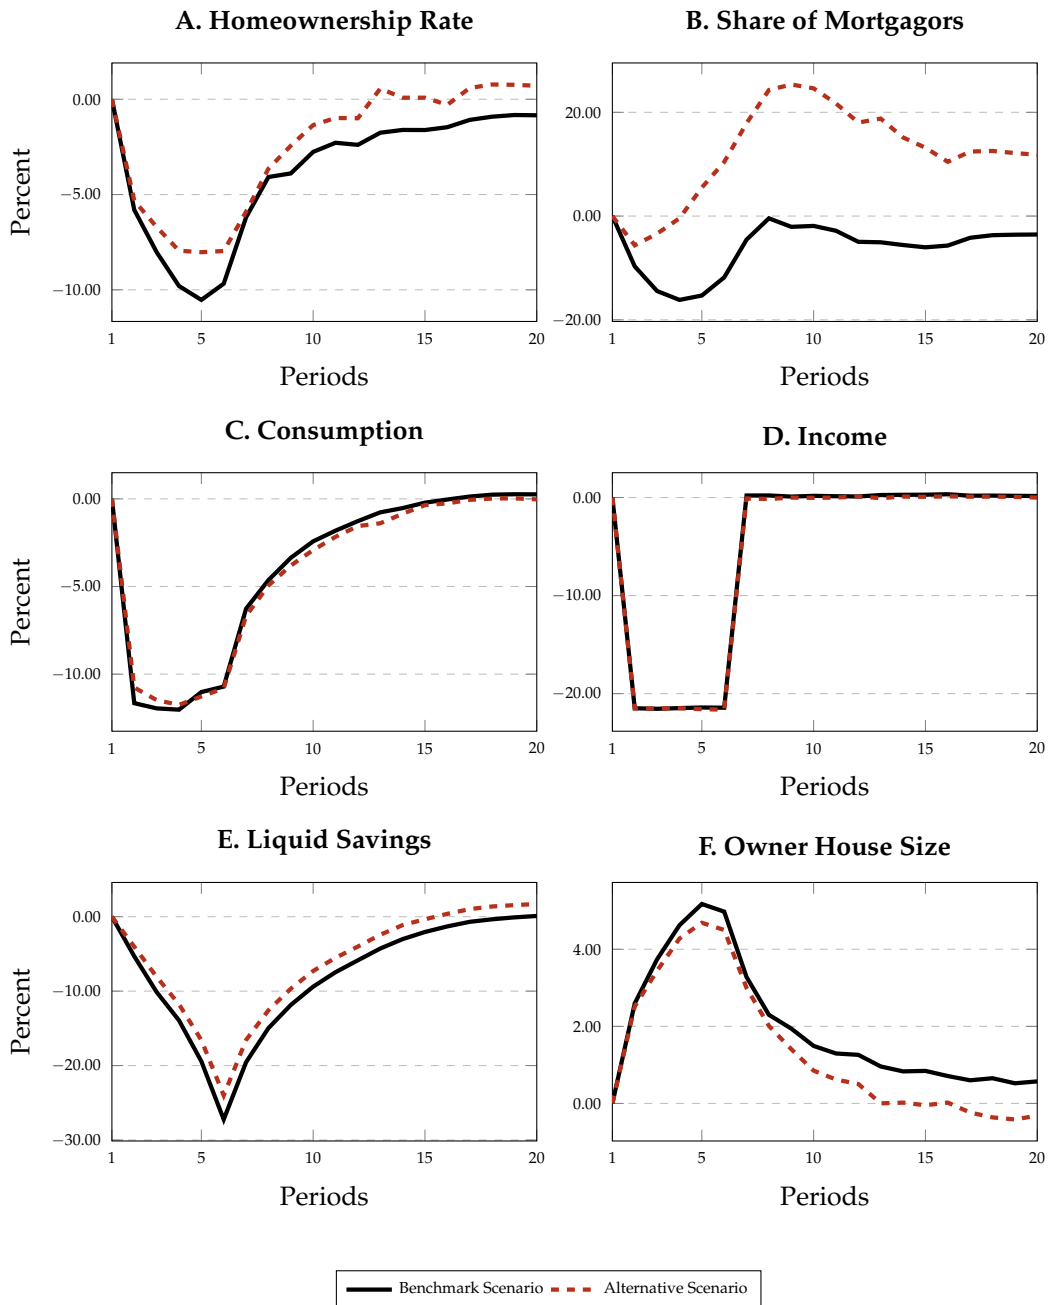 A. Homeownership Rate
B. Share of Mortgagors
Percent
0.00
−5.00
−10.00
1 5 10 15 20
Periods
20.00
0.00
−20.00
1 5 10 15 20
Periods
C. Consumption
D. Income
Percent
0.00
−5.00
−10.00
1 5 10 15 20
Periods
0.00
−10.00
−20.00
1 5 10 15 20
Periods
E. Liquid Savings
F. Owner House Size
Percent
0.00
−10.00
−20.00
−30.00
1 5 10 15 20
Periods
4.00
2.00
0.00
1 5 10 15 20
Periods
Benchmark Scenario Alternative Scenario